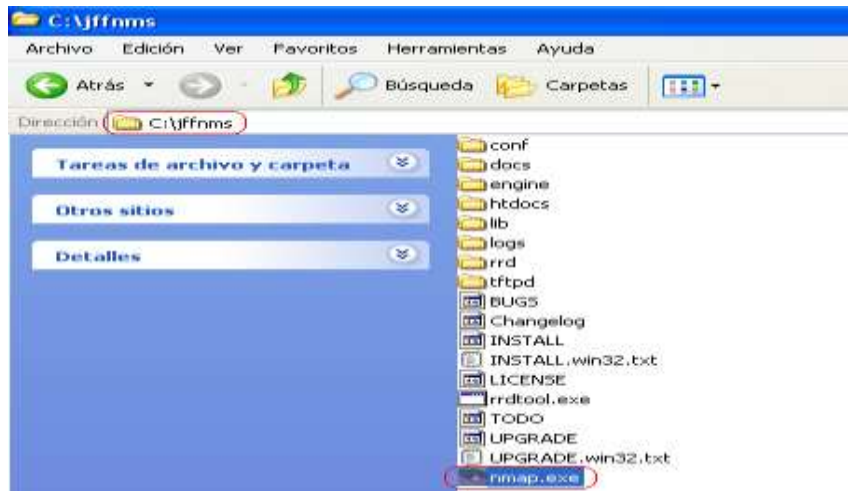 C:\jffnms
Archivo Edición Ver Favoritos Herramientas Ayuda
Atrás Búsqueda Carpetas
Dirección C:\jffnms
Tareas de archivo y carpeta
Otros sitios
Detalles
conf
docs
engine
htdocs
lib
logs
rrd
tftpd
BUGS
Changelog
INSTALL
INSTALL.win32.txt
LICENSE
rrdtool.exe
TODO
UPGRADE
UPGRADE.win32.txt
nmap.exe